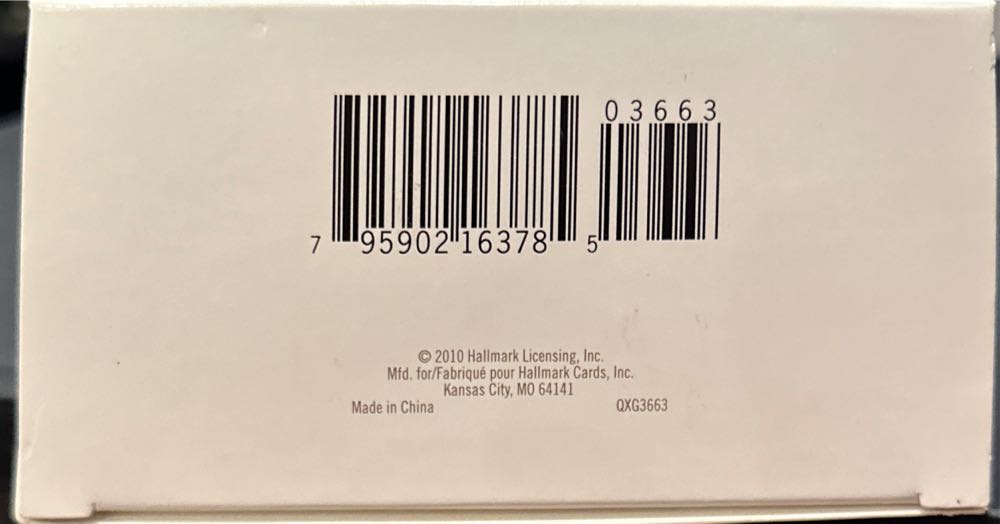 03663
7 95902 16378 5
© 2010 Hallmark Licensing, Inc.
Mfd. for/Fabriqué pour Hallmark Cards, Inc.
Kansas City, MO 64141
Made in China QXG3663